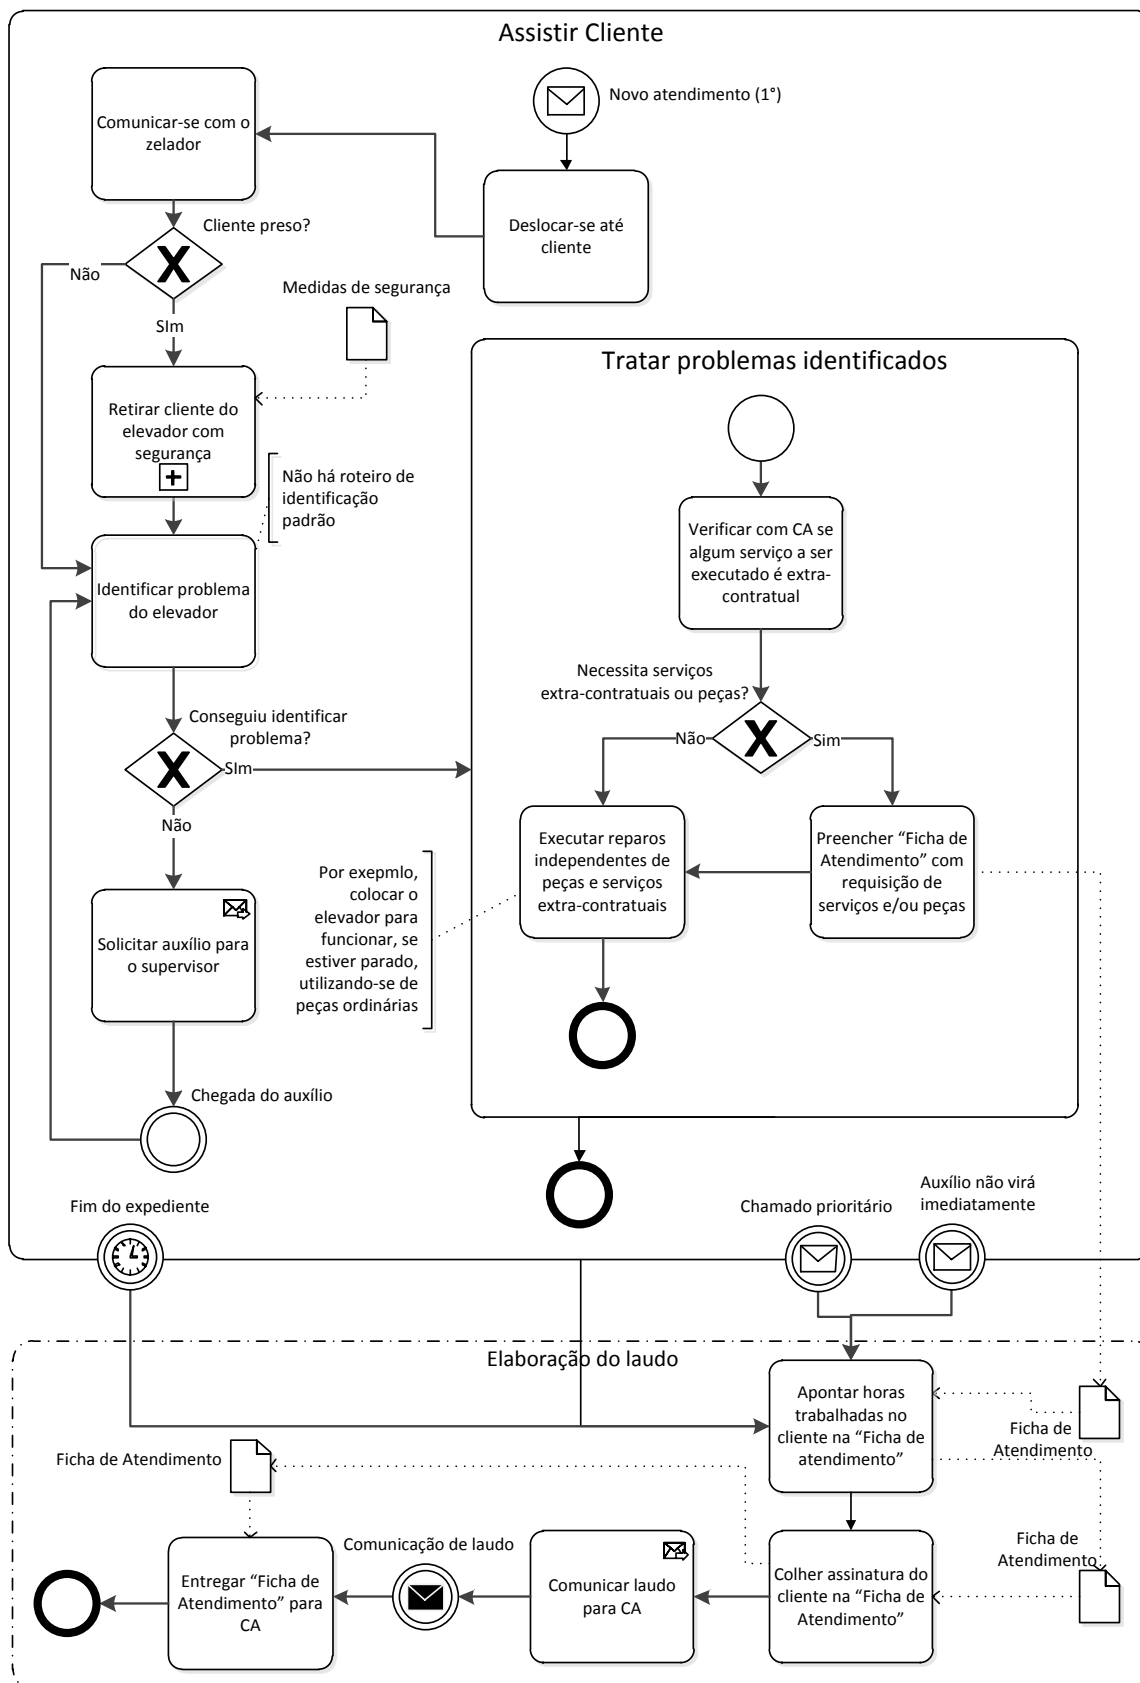 Assistir Cliente
Novo atendimento (1°)
Comunicar-se com o
zelador
Deslocar-se até
cliente
Cliente preso?
Não
SIm
Medidas de segurança
Retirar cliente do
elevador com
segurança
Não há roteiro de
identificação
padrão
Identificar problema
do elevador
Conseguiu identificar
problema?
SIm
Não
Solicitar auxílio para
o supervisor
Chegada do auxílio
Tratar problemas identificados
Verificar com CA se
algum serviço a ser
executado é extra-
contratual
Necessita serviços
extra-contratuais ou peças?
Não
Sim
Executar reparos
independentes de
peças e serviços
extra-contratuais
Preencher “Ficha de
Atendimento” com
requisição de
serviços e/ou peças
Por exepmlo,
colocar o
elevador para
funcionar, se
estiver parado,
utilizando-se de
peças ordinárias
Fim do expediente
Chamado prioritário
Auxílio não virá
imediatamente
Elaboração do laudo
Apontar horas
trabalhadas no
cliente na “Ficha de
atendimento”
Ficha de
Atendimento
Ficha de Atendimento
Ficha de
Atendimento
Colher assinatura do
cliente na “Ficha de
Atendimento”
Comunicar laudo
para CA
Comunicação de laudo
Entregar “Ficha de
Atendimento” para
CA